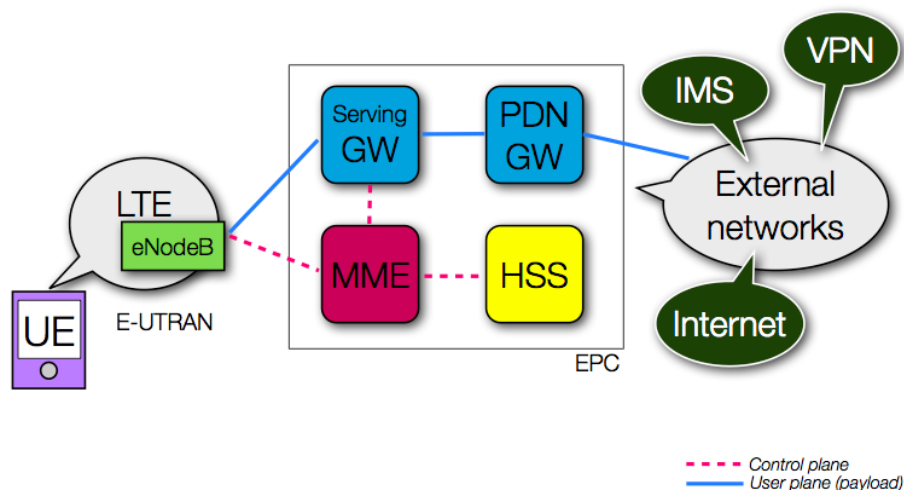 VPN
IMS
Serving
GW
PDN
GW
External
networks
LTE
eNodeB
MME
HSS
Internet
UE
E-UTRAN
EPC
Control plane
User plane (payload)